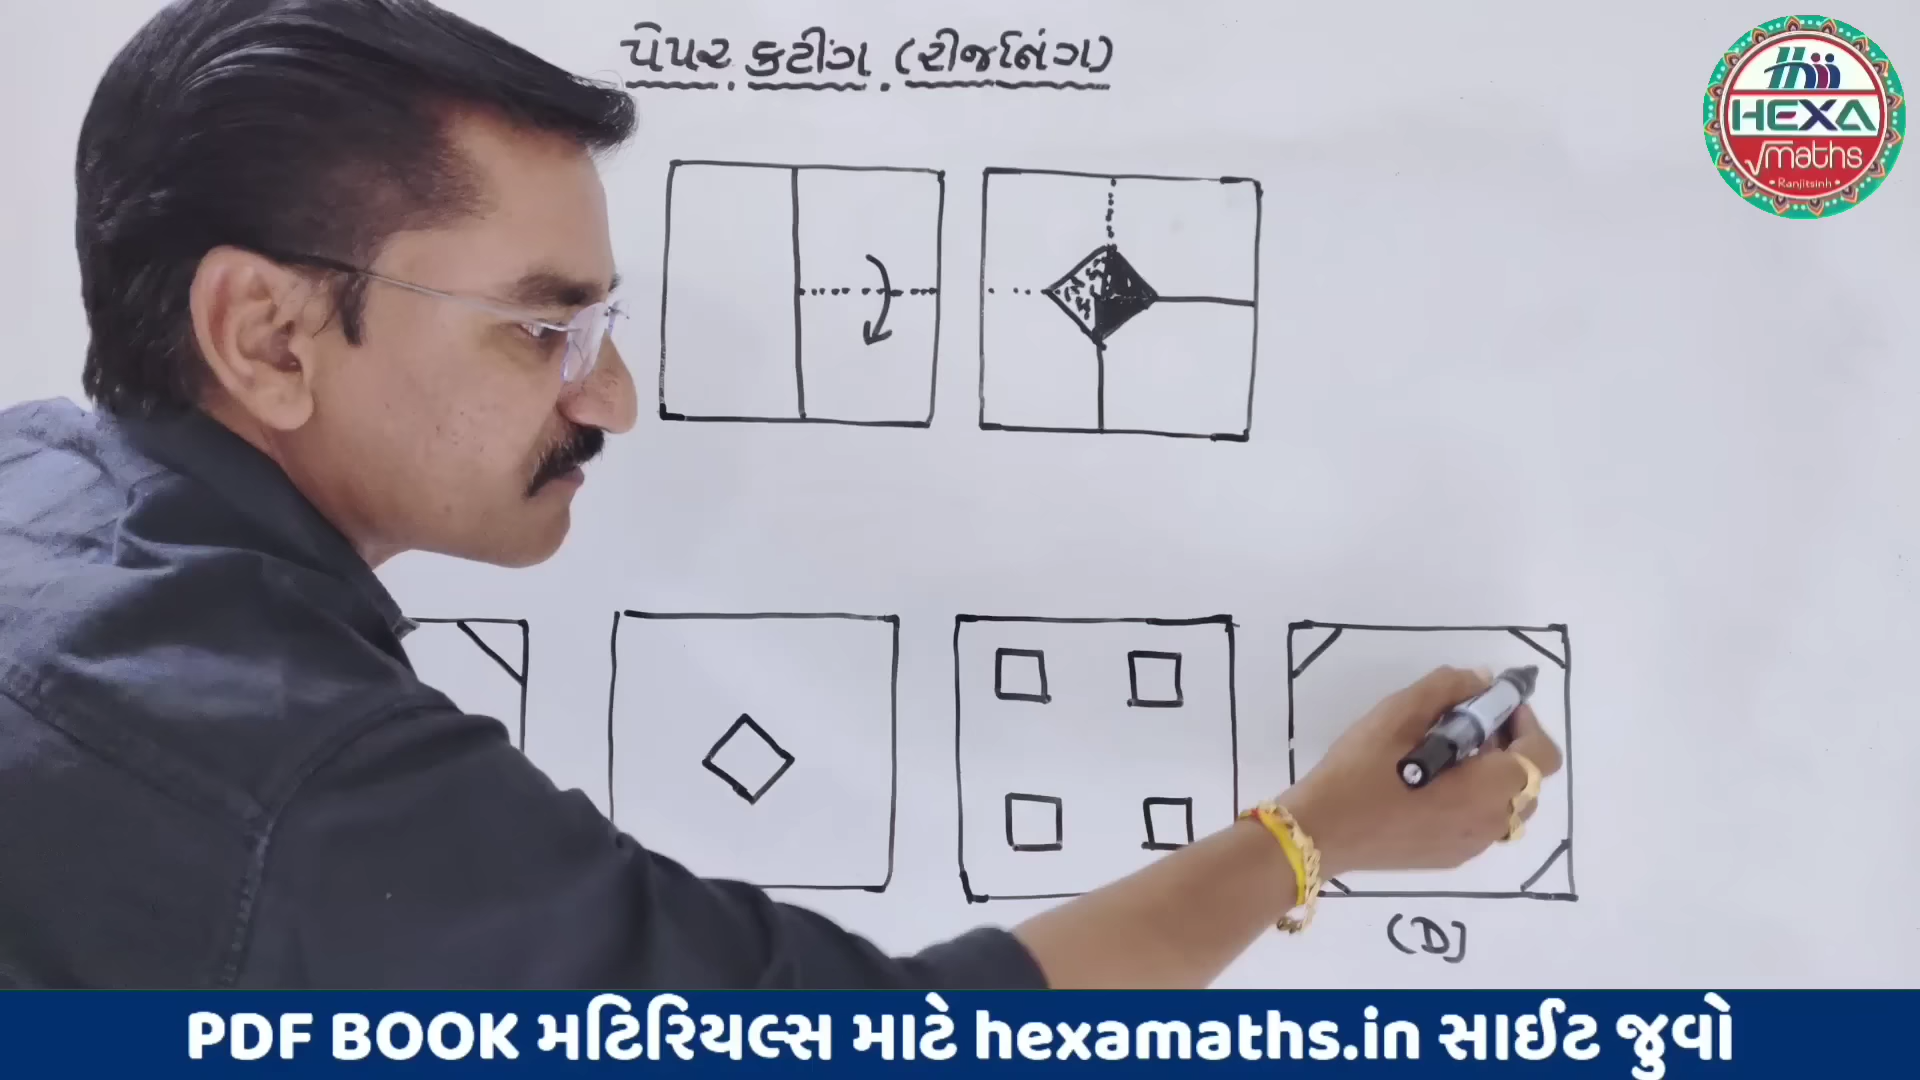 પેપર કટીંગ (રીજનિંગ)
HEXA
maths
Ranjitsinh
(D)
PDF BOOK મટિરિયલ્સ માટે hexamaths.in સાઈટ જુવો